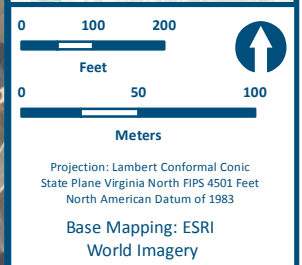 0 100 200
Feet
0 50 100
Meters
Projection: Lambert Conformal Conic
State Plane Virginia North FIPS 4501 Feet
North American Datum of 1983
Base Mapping: ESRI
World Imagery